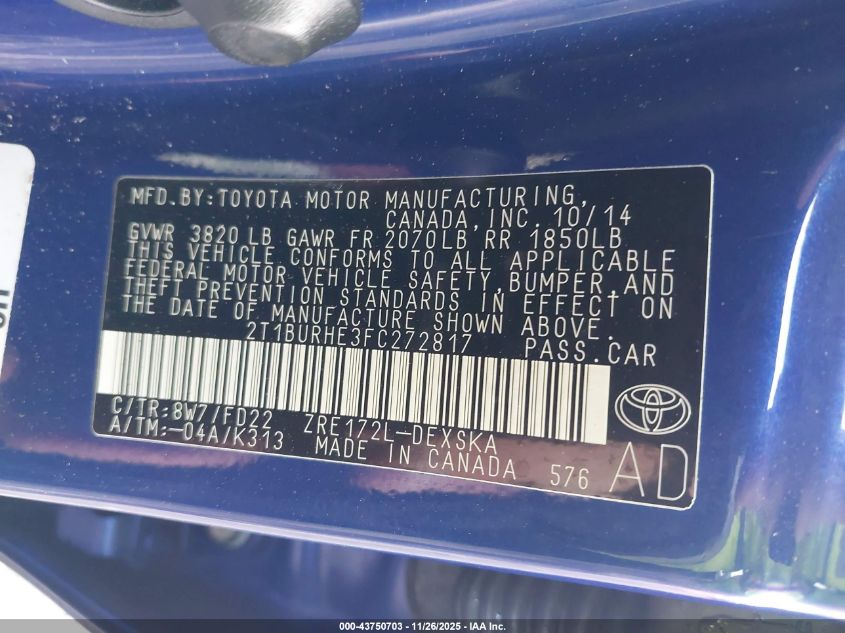 MFD.BY:TOYOTA MOTOR MANUFACTURING,
CANADA,INC. 10/14
GVWR 3820 LB GAWR FR 2070LB RR 1850LB
THIS VEHICLE CONFORMS TO ALL APPLICABLE
FEDERAL MOTOR VEHICLE SAFETY,BUMPER,AND
THEFT PREVENTION STANDARDS IN EFFECT ON
THE DATE OF MANUFACTURE SHOWN ABOVE.
2T1BURHE3FC272817 PASS.CAR
C/TR:8W7/FD22 ZRE172L-DEXSKA
A/TM:-04A/K313 MADE IN CANADA 576
AD
000-43750703 - 11/26/2025 - IAA Inc.